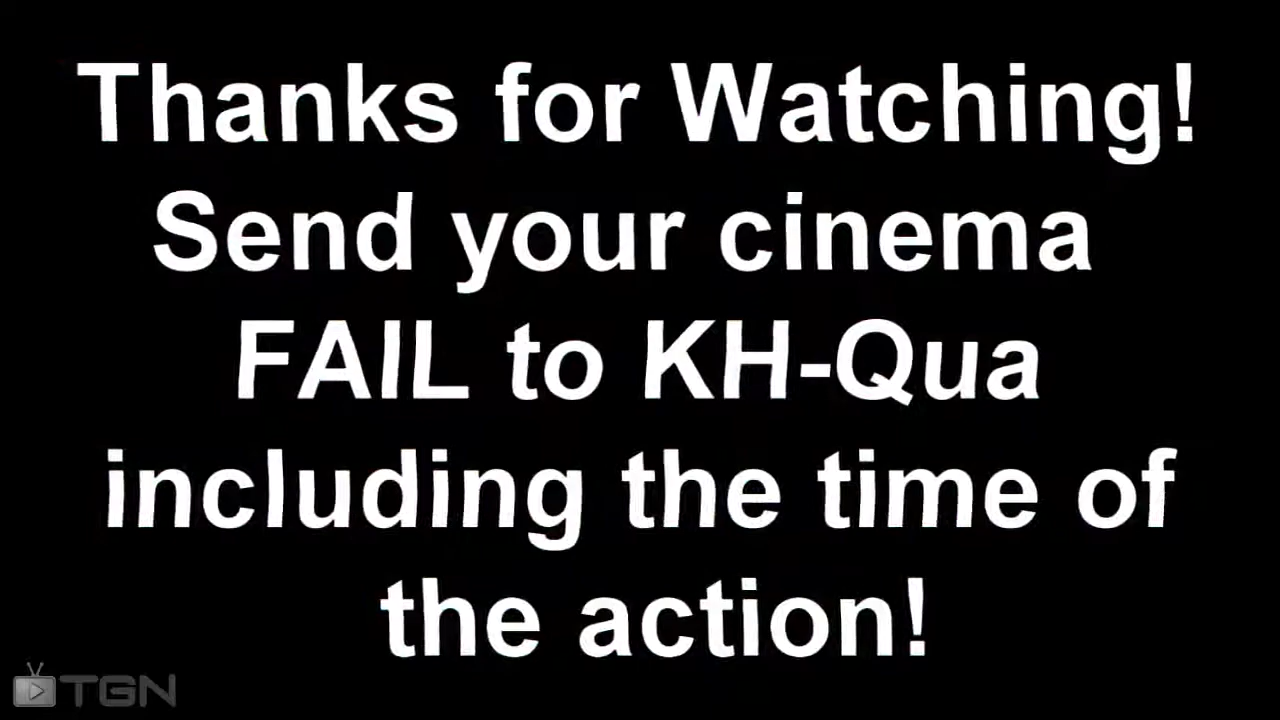 Thanks for Watching!
Send your cinema
FAIL to KH-Qua
including the time of
the action!
TGN